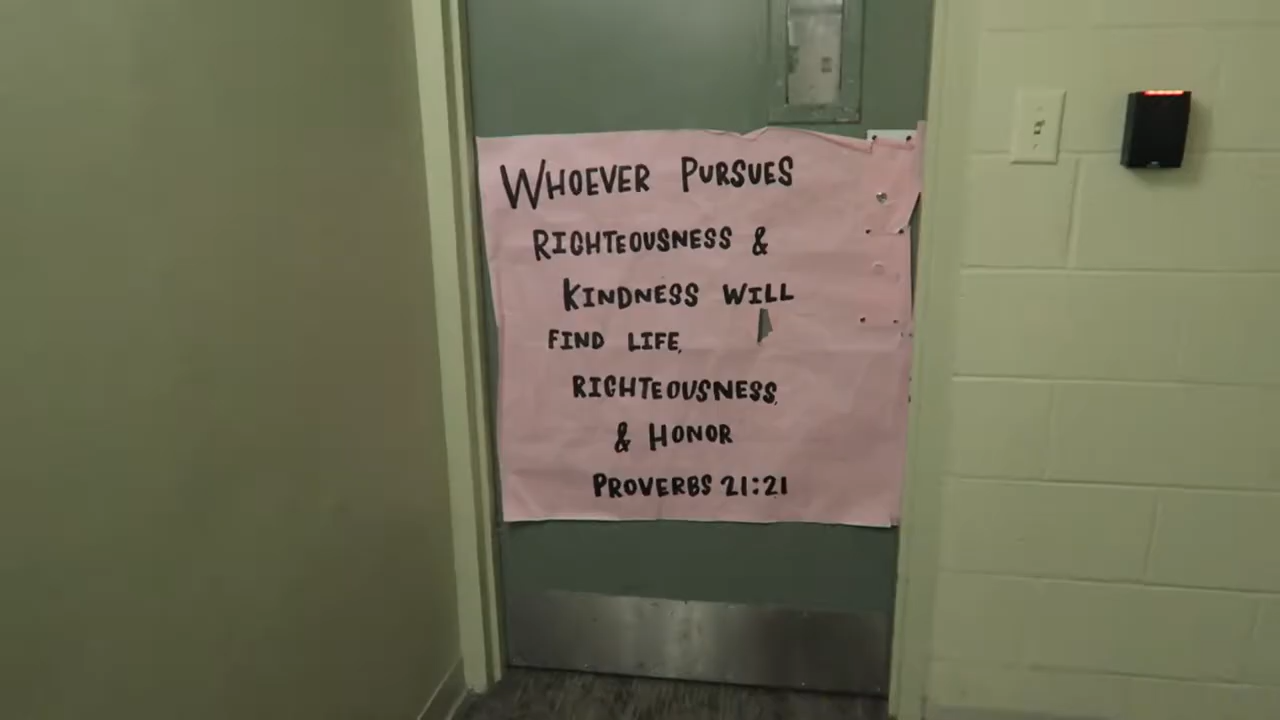 WHOEVER PURSUES
RIGHTEOUSNESS &
KINDNESS WILL
FIND LIFE,
RIGHTEOUSNESS,
& HONOR
PROVERBS 21:21